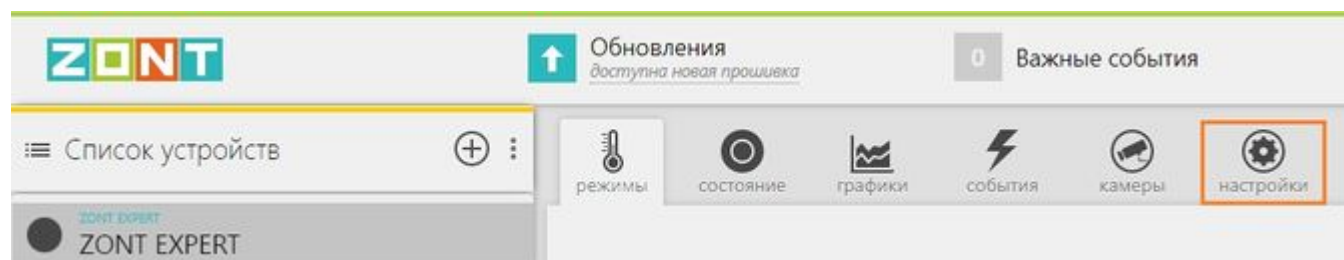 ZONT
Обновления
доступна новая прошивка
0 Важные события
Список устройств
режимы
состояние
графики
события
камеры
настройки
ZONT EXPERT
ZONT EXPERT